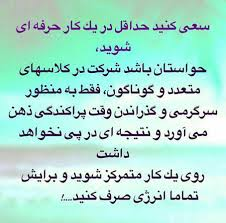 سعی کنید حداقل در یک کار حرفه ای
شوید،
حواستان باشد شرکت در کلاسهای
متعدد و گوناگون، فقط به منظور
سرگرمی و گذراندن وقت پراکندگی ذهن
می آورد و نتیجه ای در پی نخواهد
داشت
روی یک کار متمرکز شوید و برایش
تماما انرژی صرف کنید....!